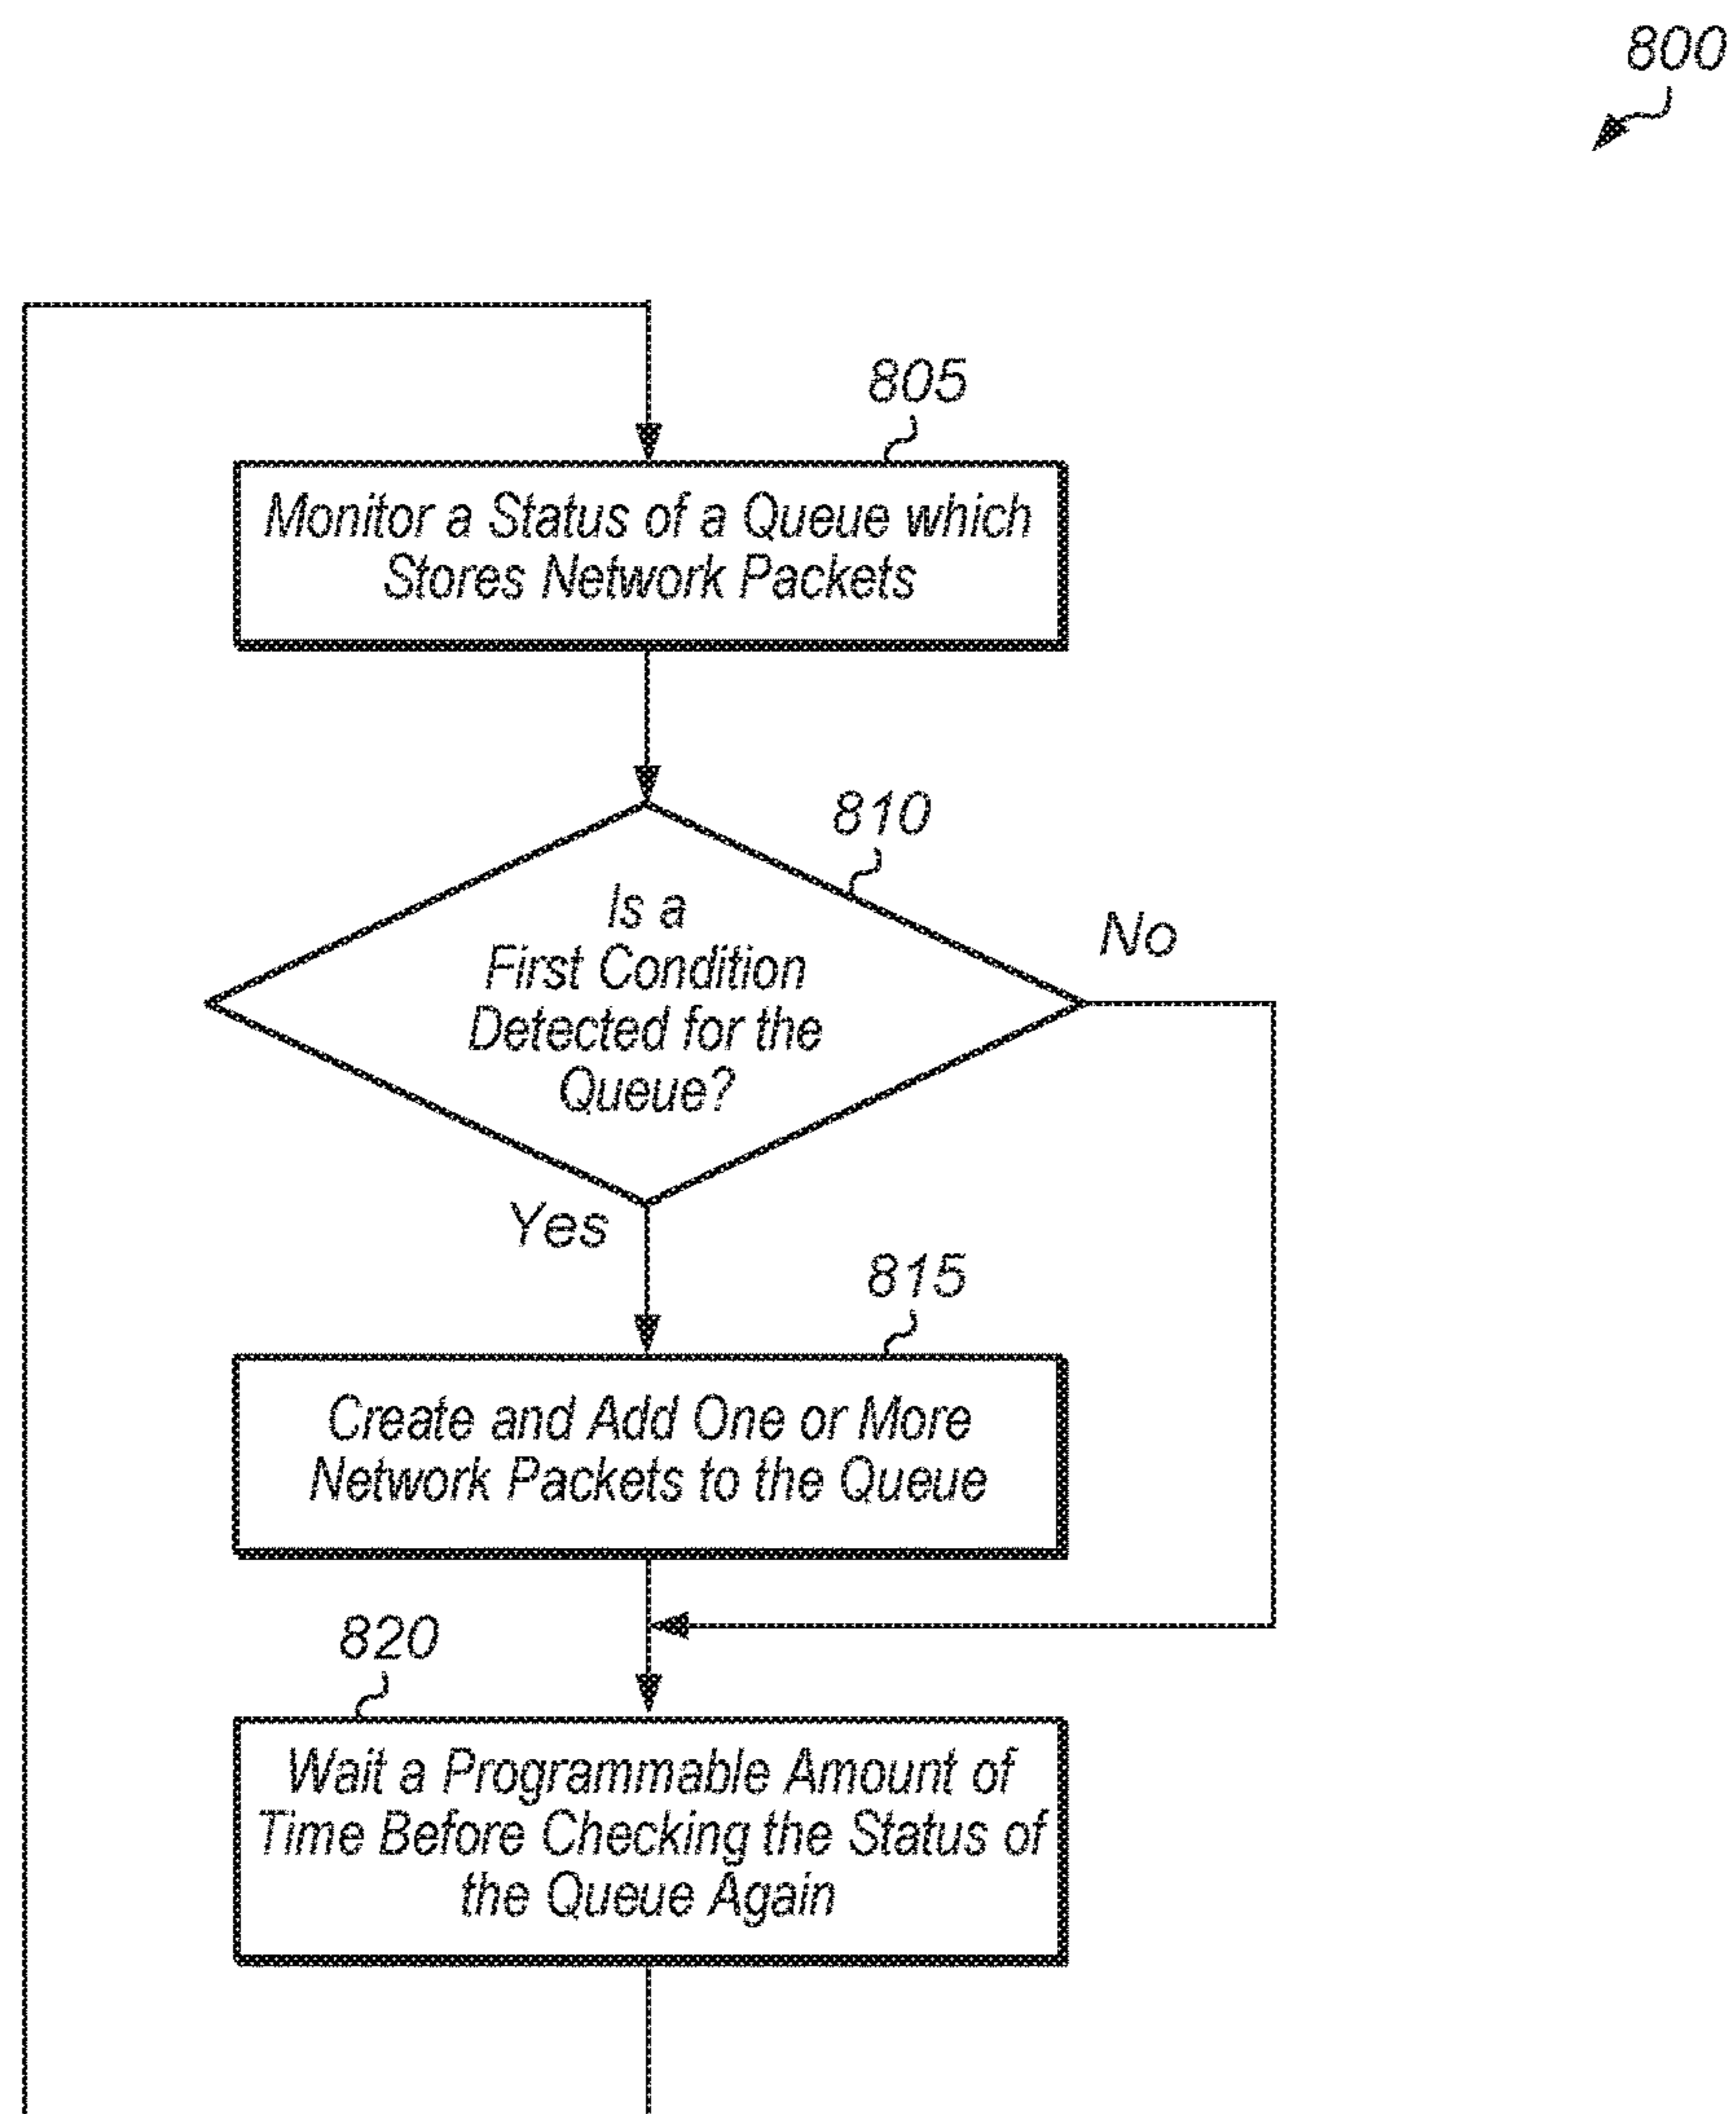 800
805
Monitor a Status of a Queue which
Stores Network Packets
810
Is a
First Condition
Detected for the
Queue?
No
Yes
815
Create and Add One or More
Network Packets to the Queue
820
Wait a Programmable Amount of
Time Before Checking the Status of
the Queue Again